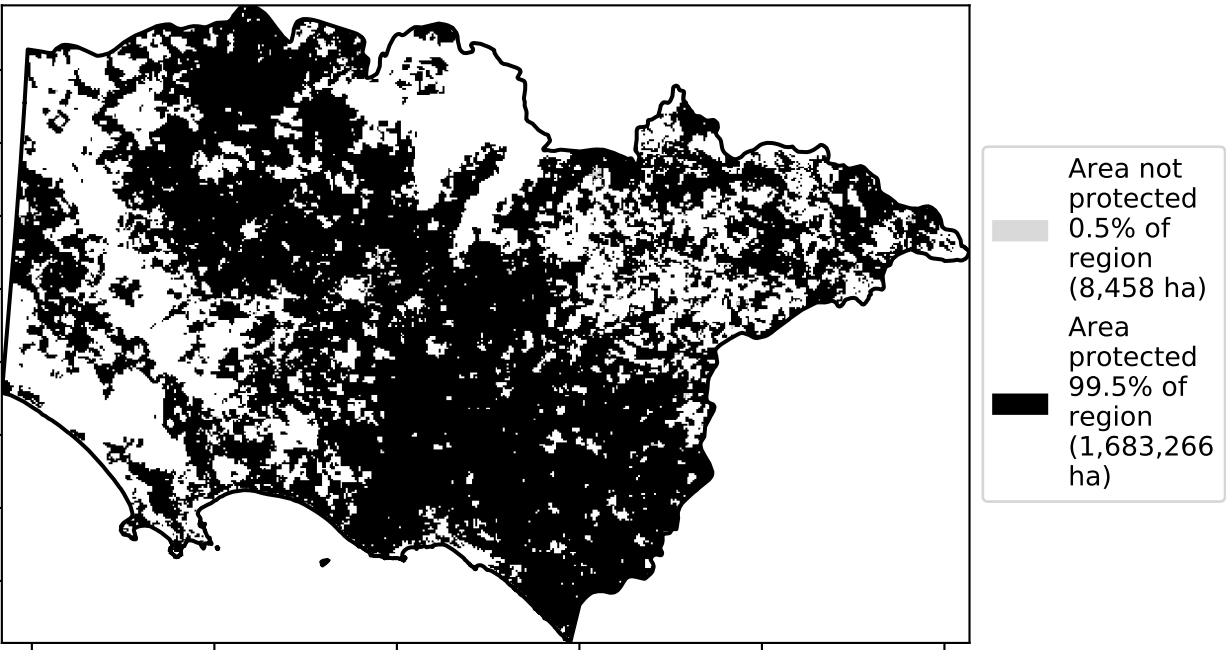 Area not
protected
0.5% of
region
(8,458 ha)
Area
protected
99.5% of
region
(1,683,266
ha)